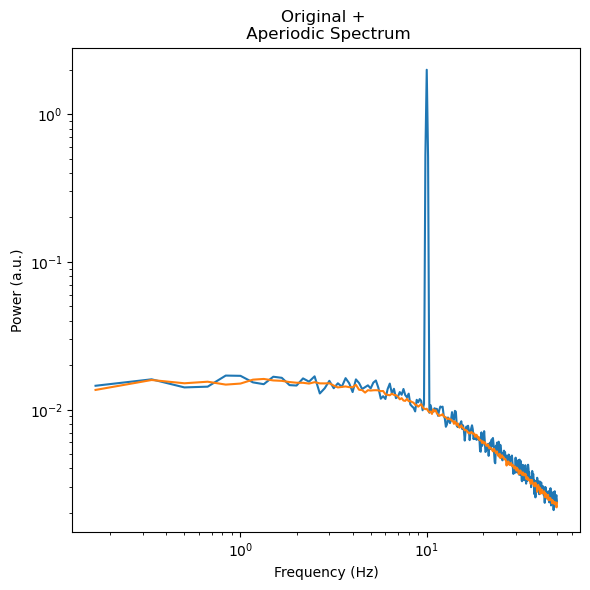 Original +
Aperiodic Spectrum
10⁰
10⁻¹
10⁻²
Power (a.u.)
10⁰
10¹
Frequency (Hz)